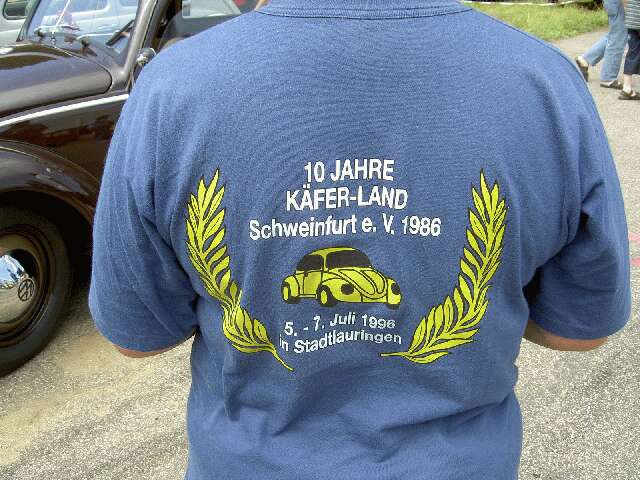 10 JAHRE
KÄFER-LAND
Schweinfurt e. V. 1986
5. - 7. Juli 1996
in Stadtlauringen